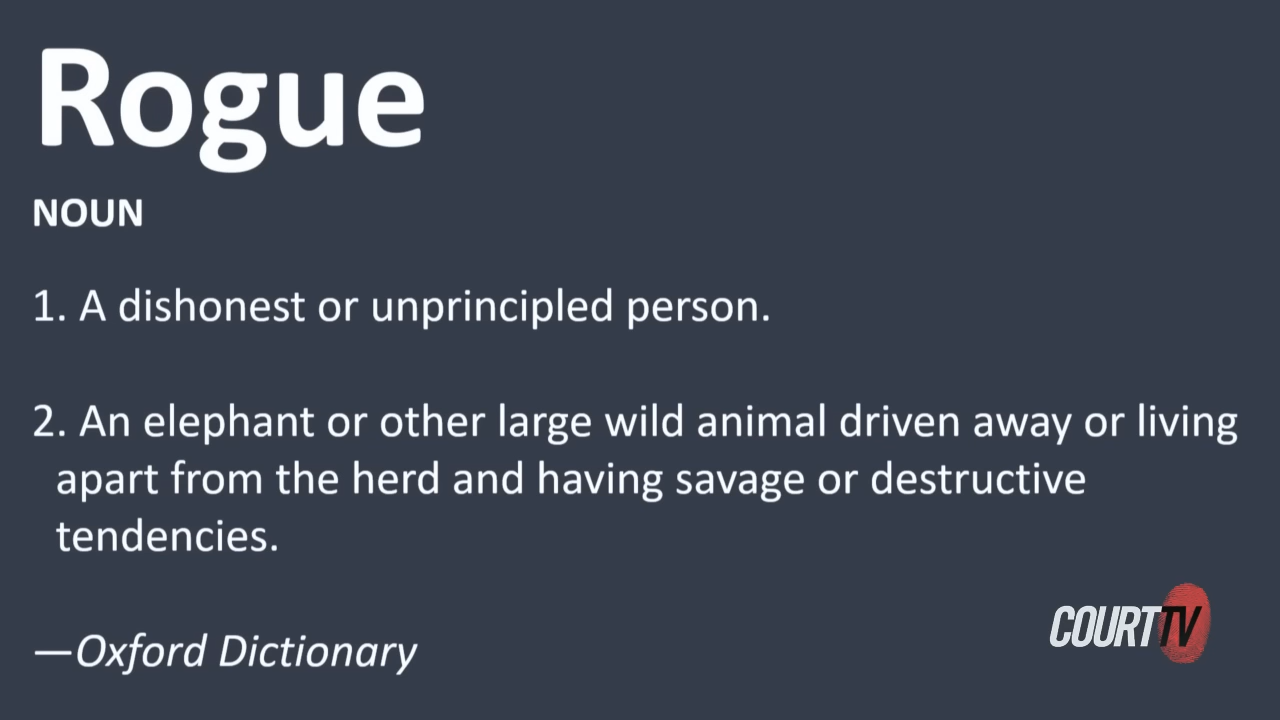 Rogue
NOUN
1. A dishonest or unprincipled person.
2. An elephant or other large wild animal driven away or living
apart from the herd and having savage or destructive
tendencies.
—Oxford Dictionary
COURT TV